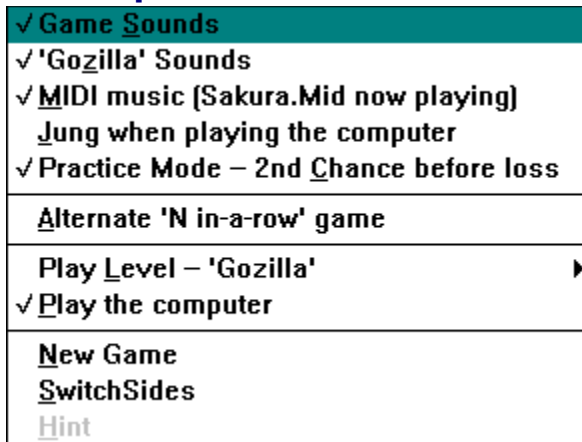 ✓ Game Sounds
✓ 'Gozilla' Sounds
✓ MIDI music (Sakura.Mid now playing)
Jung when playing the computer
✓ Practice Mode – 2nd Chance before loss
Alternate 'N in-a-row' game
Play Level – 'Gozilla'
✓ Play the computer
New Game
SwitchSides
Hint